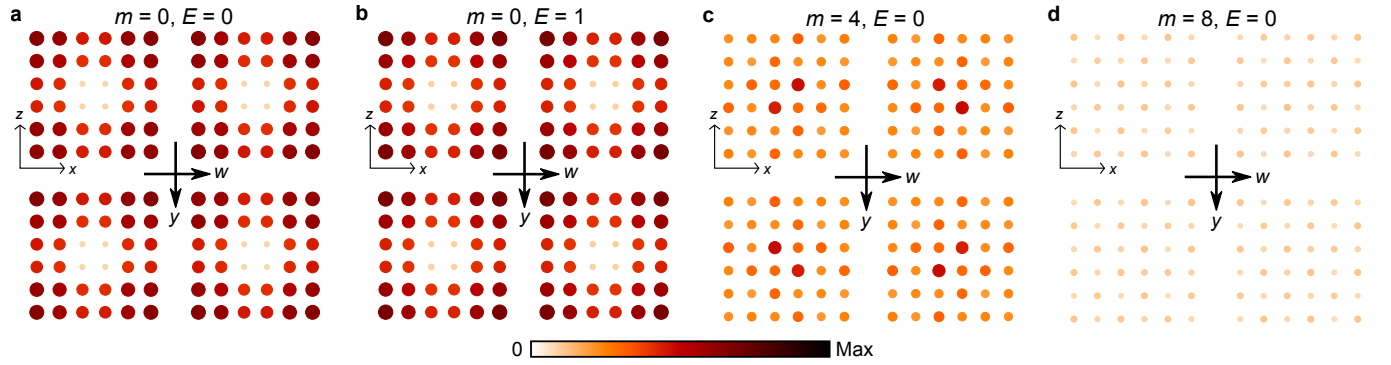 a
m = 0, E = 0
z
x
w
y
b
m = 0, E = 1
z
x
w
y
c
m = 4, E = 0
z
x
w
y
d
m = 8, E = 0
z
x
w
y
0 Max